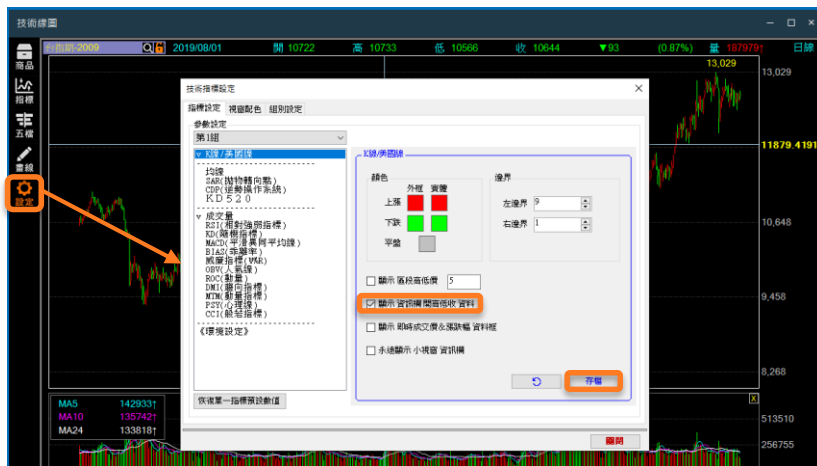 技術線圖
台指期-2009 2019/08/01 開 10722 高 10733 低 10566 收 10644 ▼93 (0.87%) 量 187979↑ 日線
商品
指標
五檔
畫線
設定
13,029
13,029
11879.4191
10,648
9,458
8,268
技術指標設定
指標設定 視窗配色 組別設定
參數設定
第1組
▽ K線/美國線
均線
SAR(拋物轉向點)
CDP(逆勢操作系統)
KD520
▽ 成交量
RSI(相對強弱指標)
KD(隨機指標)
MACD(平滑異同平均線)
BIAS(乖離率)
威廉指標(W%R)
OBV(人氣線)
ROC(動量)
DMI(趨向指標)
MTM(動量指標)
PSY(心理線)
CCI(般若指標)
《環境設定》
恢復單一指標預設數值
K線/美國線
顏色
外框 實體
上漲
下跌
平盤
邊界
左邊界 9
右邊界 1
顯示 區段高低價 5
顯示 資訊欄 開高低收 資料
顯示 即時成交價&漲跌幅 資料框
永遠顯示 小視窗 資訊欄
存檔
關閉
MA5 142933↑
MA10 135742↑
MA24 133818↑
X
513510
256755